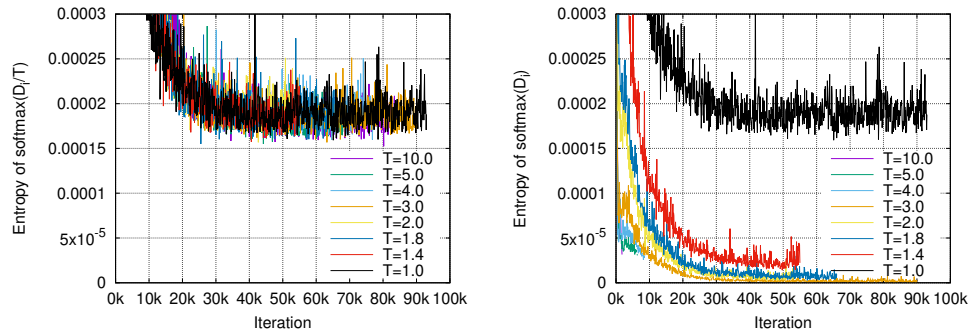 0.0003
0.00025
0.0002
0.00015
0.0001
5x10⁻⁵
0
Entropy of softmax(Dᵢ/T)
T=10.0
T=5.0
T=4.0
T=3.0
T=2.0
T=1.8
T=1.4
T=1.0
0k 10k 20k 30k 40k 50k 60k 70k 80k 90k 100k
Iteration
0.0003
0.00025
0.0002
0.00015
0.0001
5x10⁻⁵
0
Entropy of softmax(Dᵢ)
T=10.0
T=5.0
T=4.0
T=3.0
T=2.0
T=1.8
T=1.4
T=1.0
0k 10k 20k 30k 40k 50k 60k 70k 80k 90k 100k
Iteration